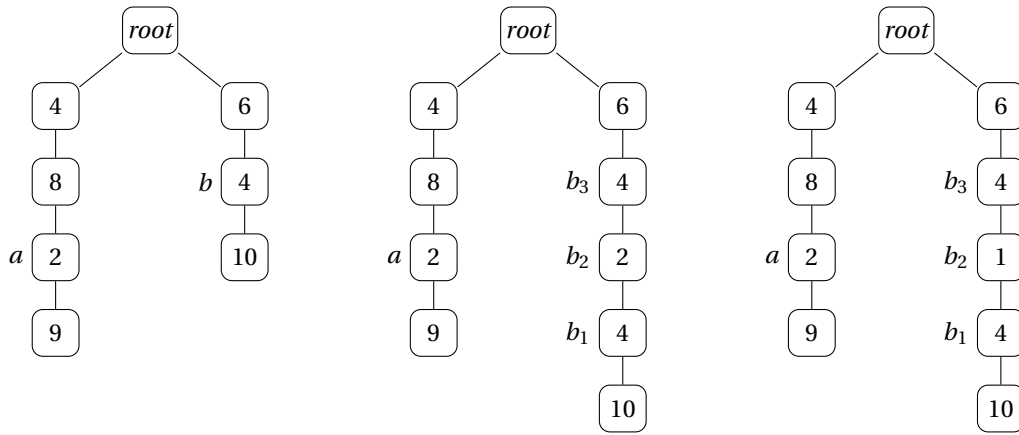 root root root
4 6 4 6 4 6
8 b 4 8 b₃ 4 8 b₃ 4
a 2 10 a 2 b₂ 2 a 2 b₂ 1
9 9 b₁ 4 9 b₁ 4
10 10